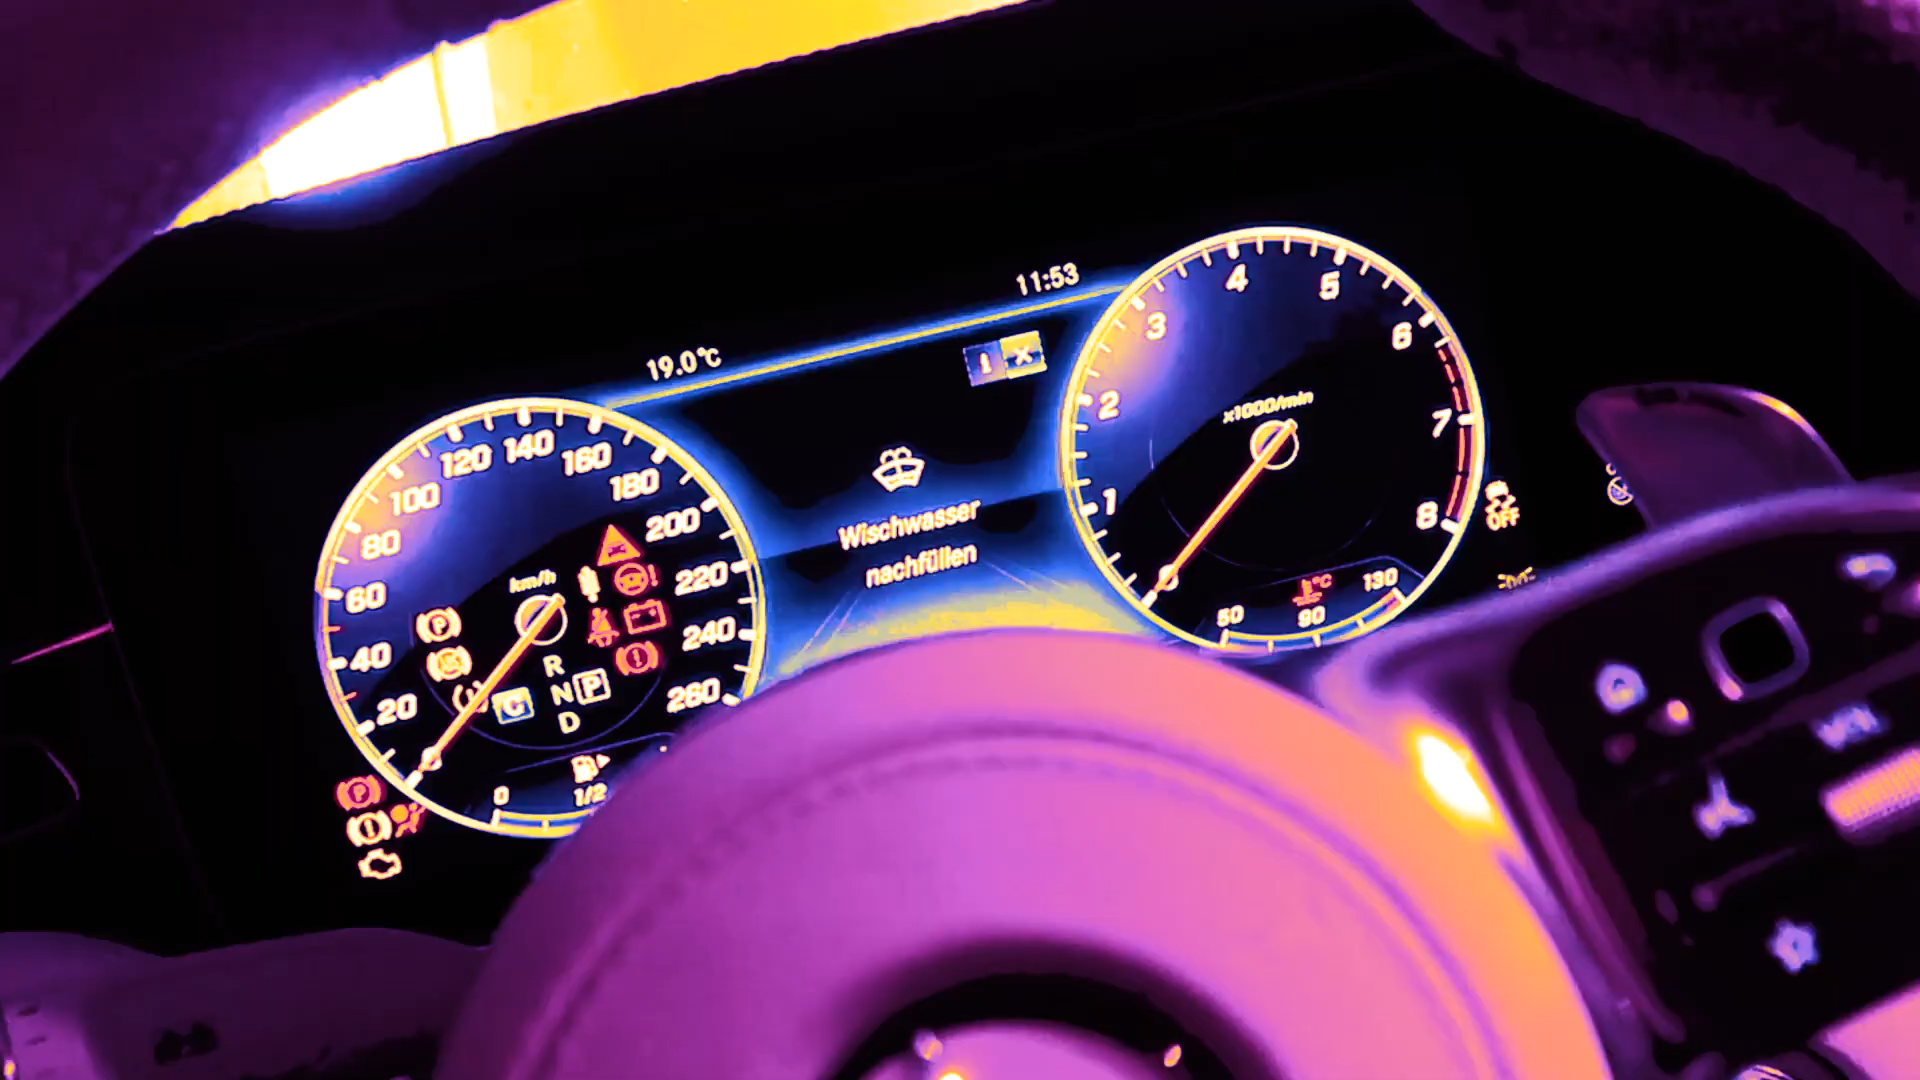 11:53
19.0°C
Wischwasser
nachfüllen
20
40
60
80
100
120
140
160
180
200
220
240
260
km/h
R
N P
D
C
0
1/2
1
2
3
4
5
6
7
8
x1000/min
°C
50
90
130
OFF
P
P